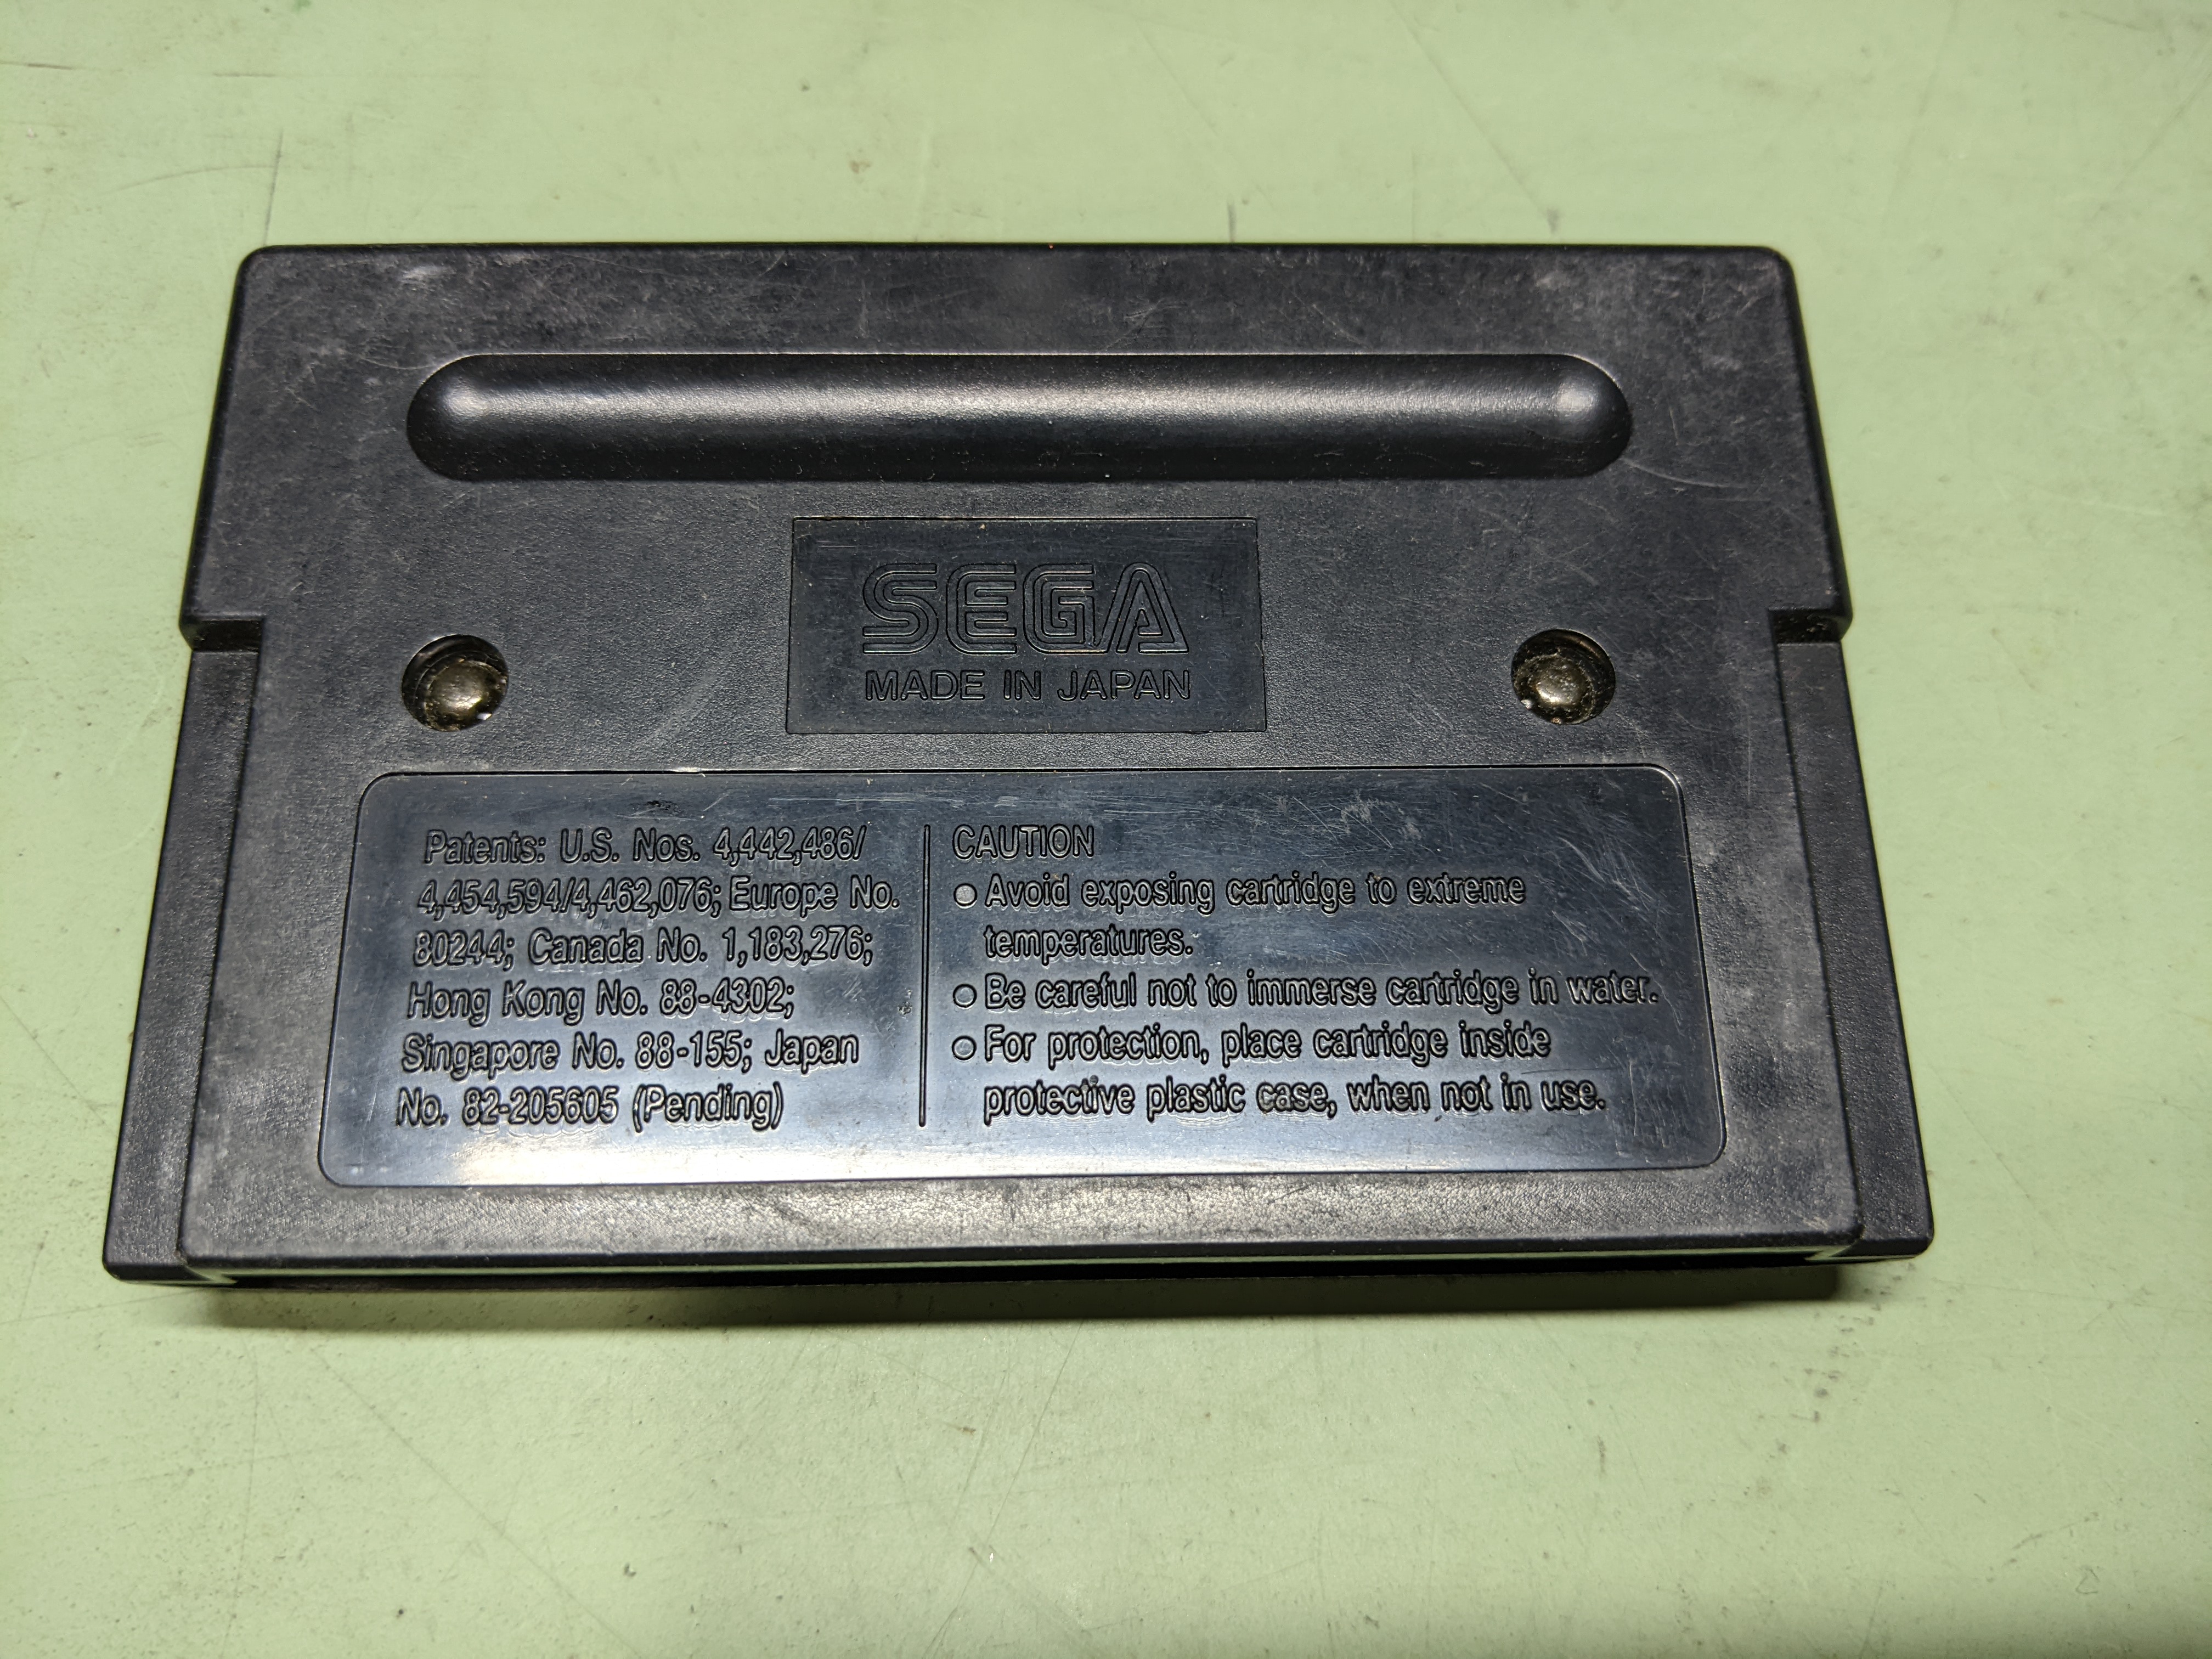 SEGA
MADE IN JAPAN
Patents: U.S. Nos. 4,442,486/
4,454,594/4,462,076; Europe No.
80244; Canada No. 1,183,276;
Hong Kong No. 88-4302;
Singapore No. 88-155; Japan
No. 82-205605 (Pending)
CAUTION
○ Avoid exposing cartridge to extreme
temperatures.
○ Be careful not to immerse cartridge in water.
○ For protection, place cartridge inside
protective plastic case, when not in use.